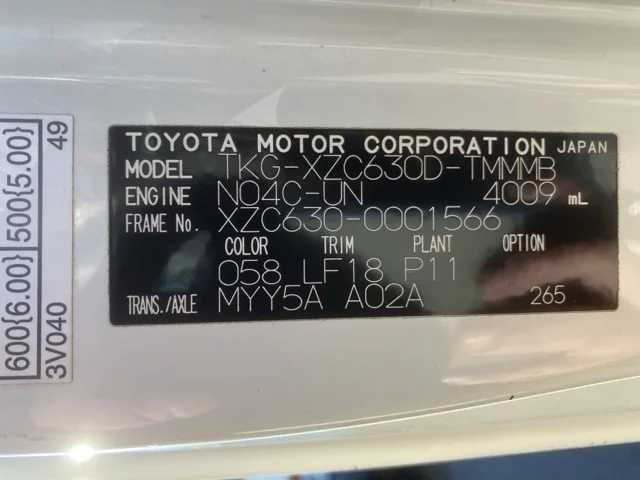 TOYOTA MOTOR CORPORATION JAPAN
MODEL TKG-XZC630D-TMMMB
ENGINE N04C-UN 4009 mL
FRAME No. XZC630-0001566
COLOR TRIM PLANT OPTION
058 LF18 P11
TRANS./AXLE MYY5A A02A 265
600{6.00} 500{5.00}
3V040 49